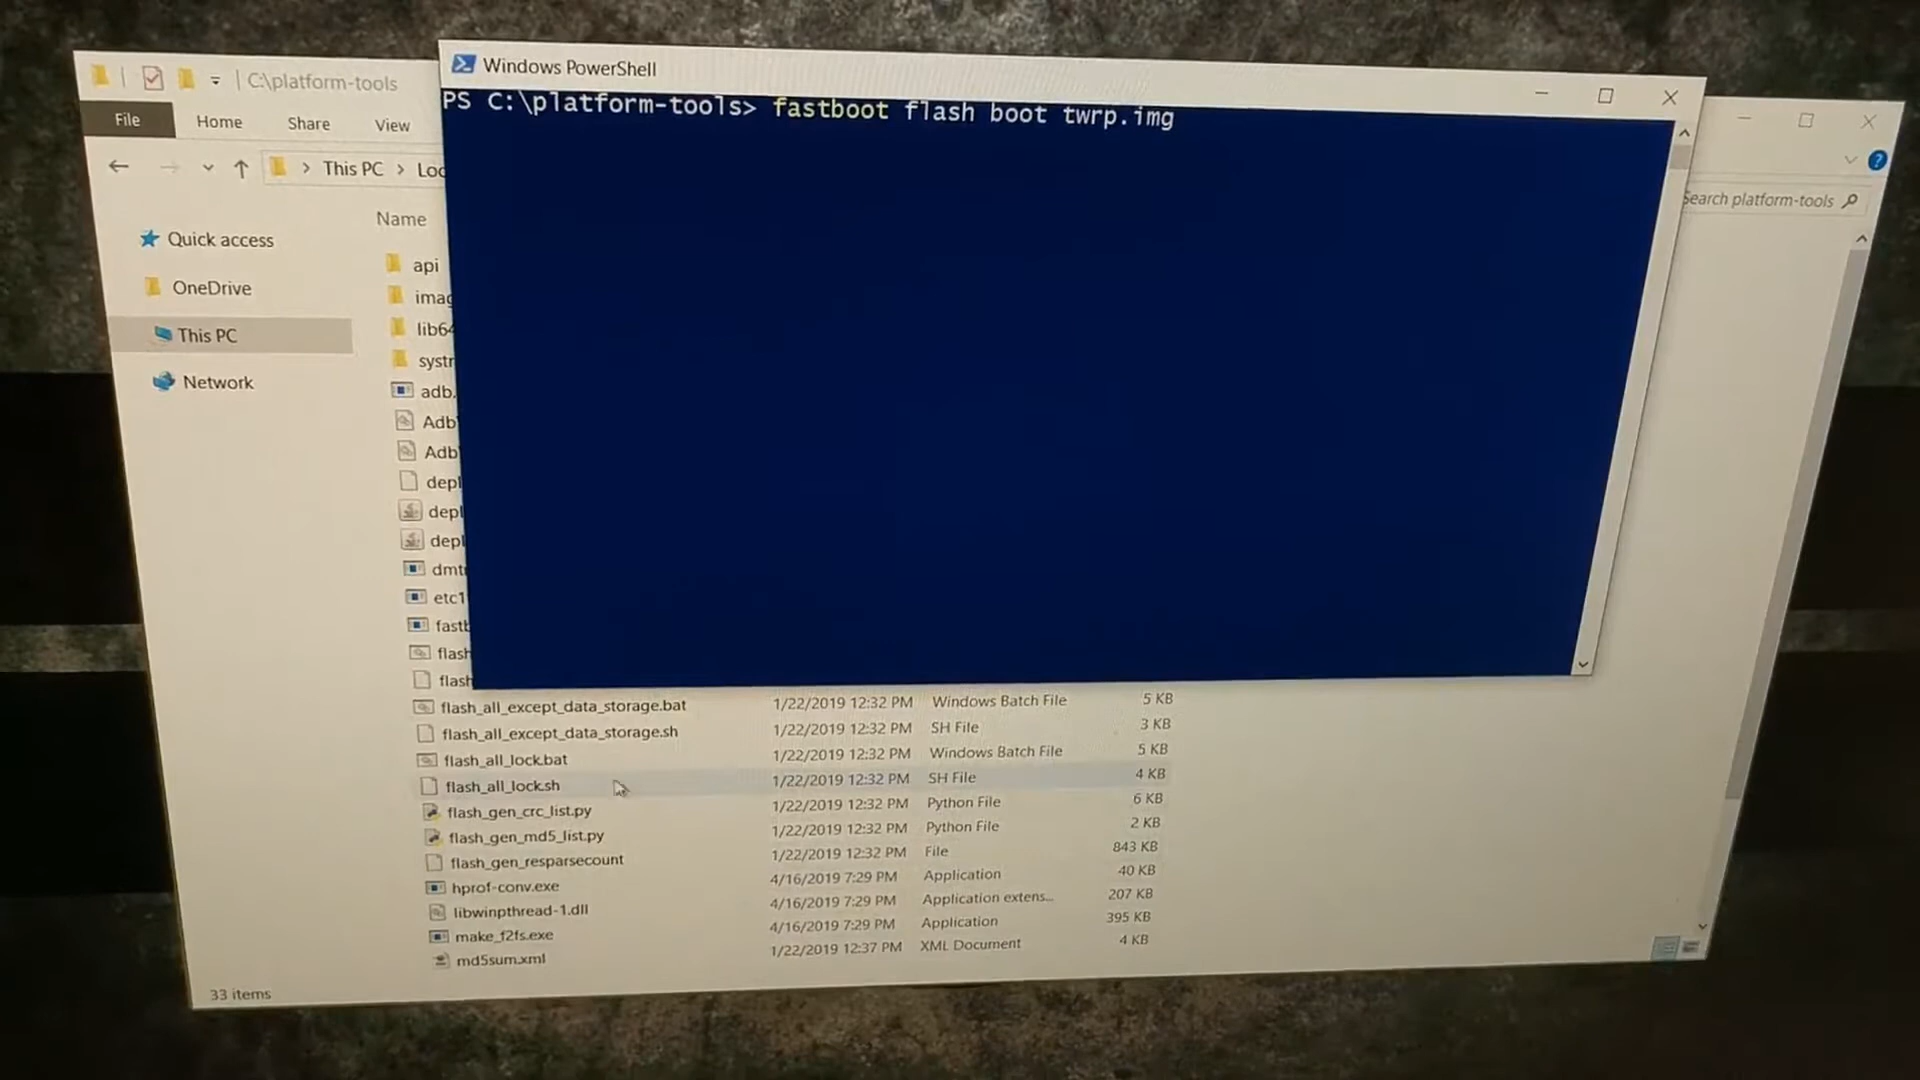 C:\platform-tools
Windows PowerShell
PS C:\platform-tools> fastboot flash boot twrp.img
File Home Share View
This PC
Search platform-tools
Name
Quick access
OneDrive
This PC
Network
api
adb.
flash_all_except_data_storage.bat 1/22/2019 12:32 PM Windows Batch File 5 KB
flash_all_except_data_storage.sh 1/22/2019 12:32 PM SH File 3 KB
flash_all_lock.bat 1/22/2019 12:32 PM Windows Batch File 5 KB
flash_all_lock.sh 1/22/2019 12:32 PM SH File 4 KB
flash_gen_crc_list.py 1/22/2019 12:32 PM Python File 6 KB
flash_gen_md5_list.py 1/22/2019 12:32 PM Python File 2 KB
flash_gen_resparsecount 1/22/2019 12:32 PM File 843 KB
hprof-conv.exe 4/16/2019 7:29 PM Application 40 KB
libwinpthread-1.dll 4/16/2019 7:29 PM Application extens... 207 KB
make_f2fs.exe 4/16/2019 7:29 PM Application 395 KB
md5sum.xml 1/22/2019 12:37 PM XML Document 4 KB
33 items